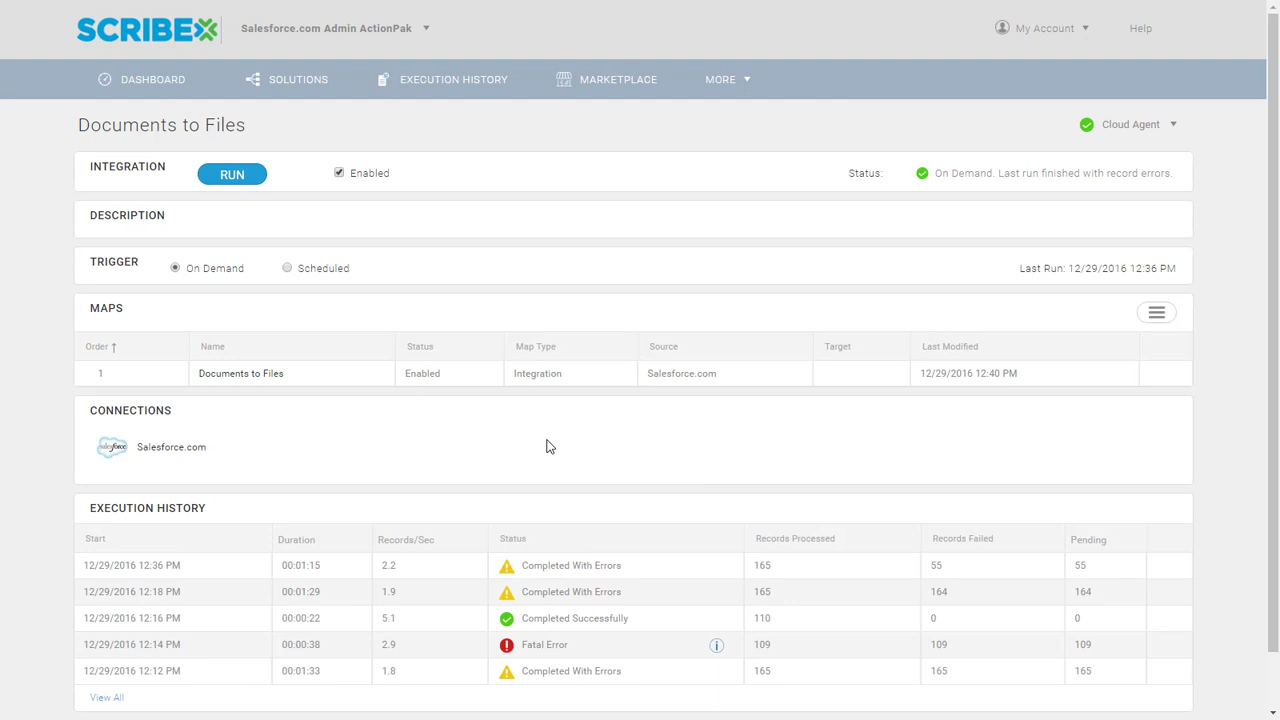 SCRIBE Salesforce.com Admin ActionPak My Account Help
DASHBOARD SOLUTIONS EXECUTION HISTORY MARKETPLACE MORE
Documents to Files Cloud Agent
INTEGRATION RUN Enabled Status: On Demand. Last run finished with record errors.
DESCRIPTION
TRIGGER On Demand Scheduled Last Run: 12/29/2016 12:36 PM
MAPS
Order Name Status Map Type Source Target Last Modified
1 Documents to Files Enabled Integration Salesforce.com 12/29/2016 12:40 PM
CONNECTIONS
salesforce Salesforce.com
EXECUTION HISTORY
Start Duration Records/Sec Status Records Processed Records Failed Pending
12/29/2016 12:36 PM 00:01:15 2.2 Completed With Errors 165 55 55
12/29/2016 12:18 PM 00:01:29 1.9 Completed With Errors 165 164 164
12/29/2016 12:16 PM 00:00:22 5.1 Completed Successfully 110 0 0
12/29/2016 12:14 PM 00:00:38 2.9 Fatal Error 109 109 109
12/29/2016 12:12 PM 00:01:33 1.8 Completed With Errors 165 165 165
View All